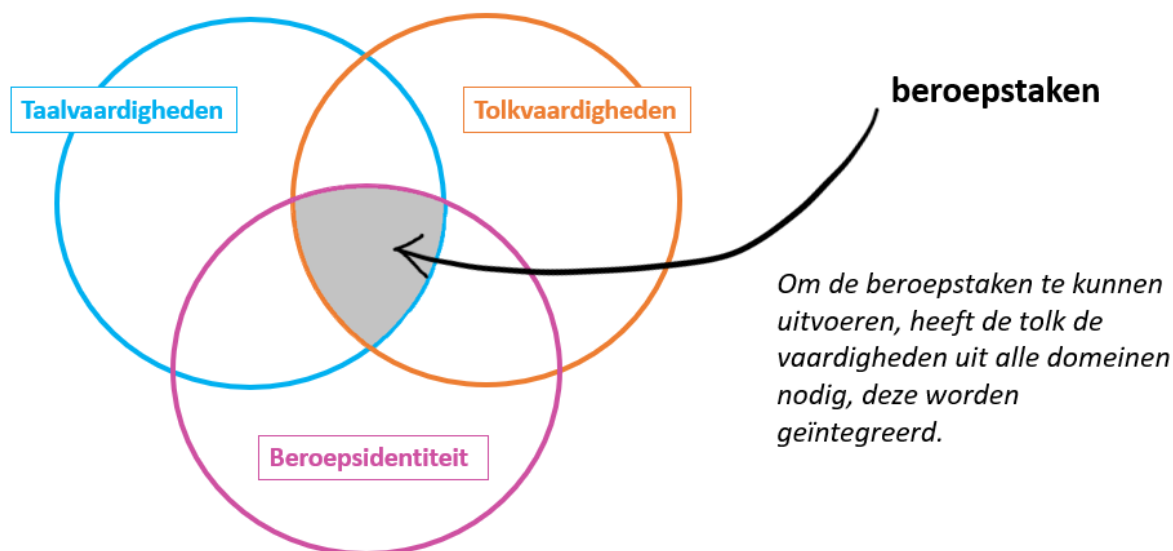 Taalvaardigheden
Tolkvaardigheden
beroepstaken
Om de beroepstaken te kunnen
uitvoeren, heeft de tolk de
vaardigheden uit alle domeinen
nodig, deze worden
geïntegreerd.
Beroepsidentiteit